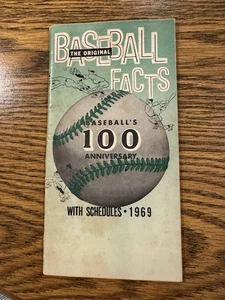 BASEBALL
THE ORIGINAL
FACTS
BASEBALL'S
100
ANNIVERSARY
WITH SCHEDULES • 1969